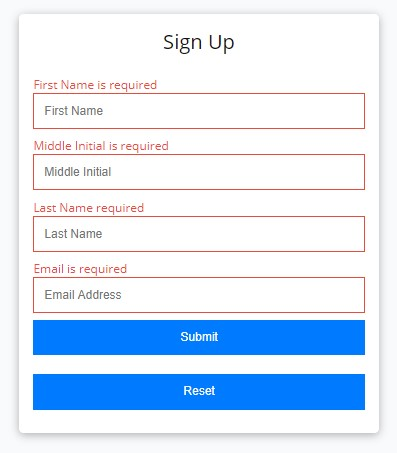 Sign Up
First Name is required
First Name
Middle Initial is required
Middle Initial
Last Name required
Last Name
Email is required
Email Address
Submit
Reset